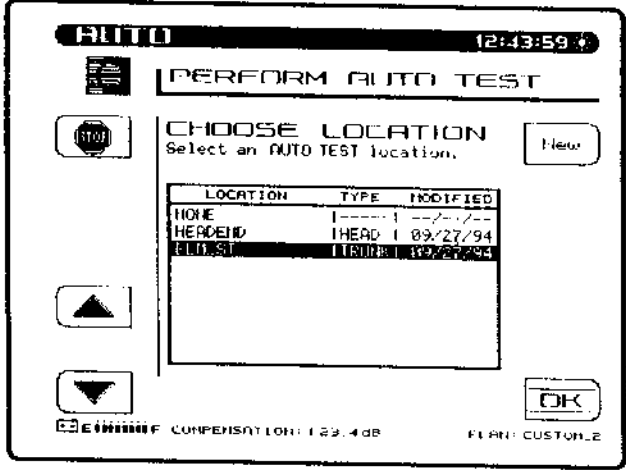 AUTO 12:43:59
PERFORM AUTO TEST
STOP
CHOOSE LOCATION
Select an AUTO TEST location.
New
LOCATION TYPE MODIFIED
NONE ----- --/--/--
HEADEND HEAD 09/27/94
ELM.ST TRUNK 09/27/94
OK
E F COMPENSATION: 123.4dB PLAN: CUSTOM_2